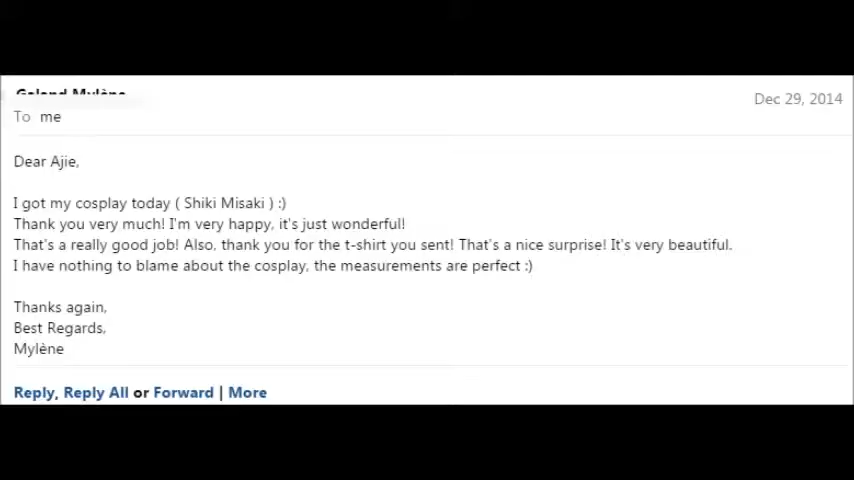 Dec 29, 2014
To me
Dear Ajie,
I got my cosplay today ( Shiki Misaki ) :)
Thank you very much! I'm very happy, it's just wonderful!
That's a really good job! Also, thank you for the t-shirt you sent! That's a nice surprise! It's very beautiful.
I have nothing to blame about the cosplay, the measurements are perfect :)
Thanks again,
Best Regards,
Mylène
Reply, Reply All or Forward | More